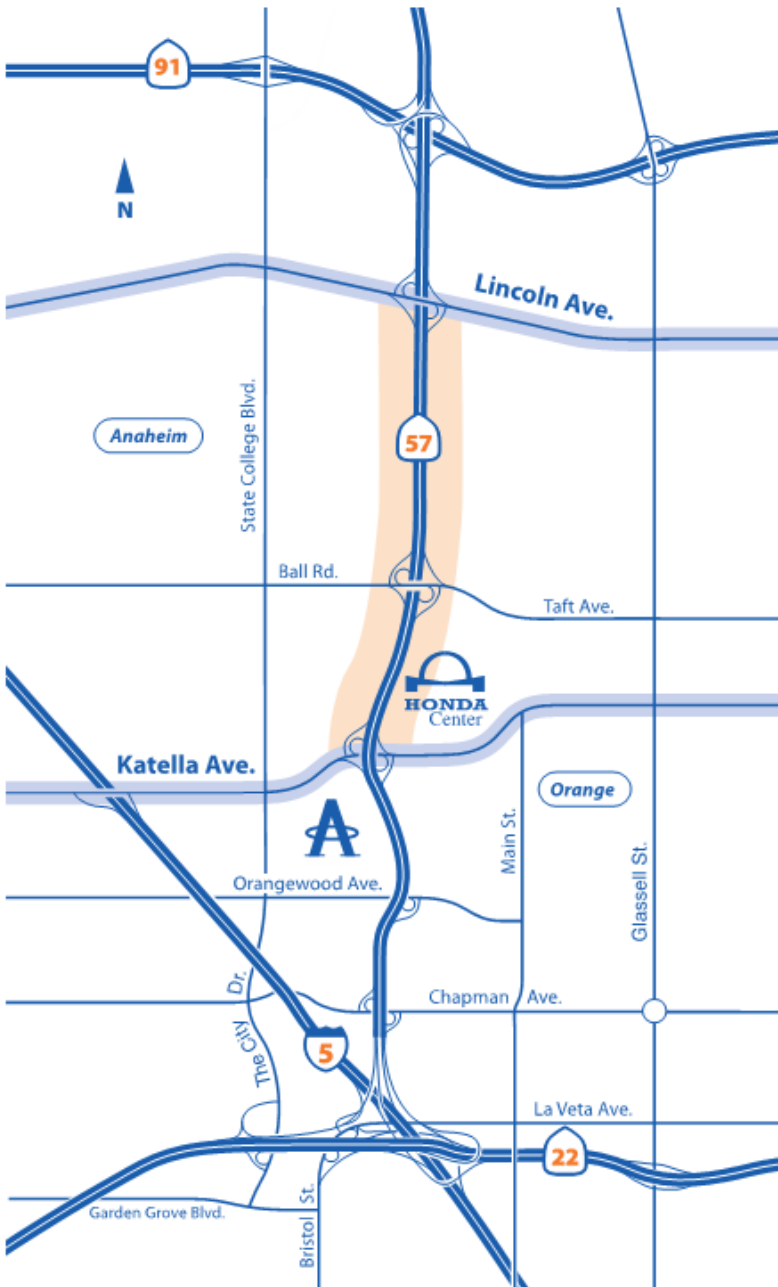 91
N
Lincoln Ave.
State College Blvd.
Anaheim
57
Ball Rd.
Taft Ave.
HONDA
Center
Katella Ave.
Orange
A
Main St.
Glassell St.
Orangewood Ave.
The City Dr.
Chapman Ave.
5
La Veta Ave.
22
Garden Grove Blvd.
Bristol St.